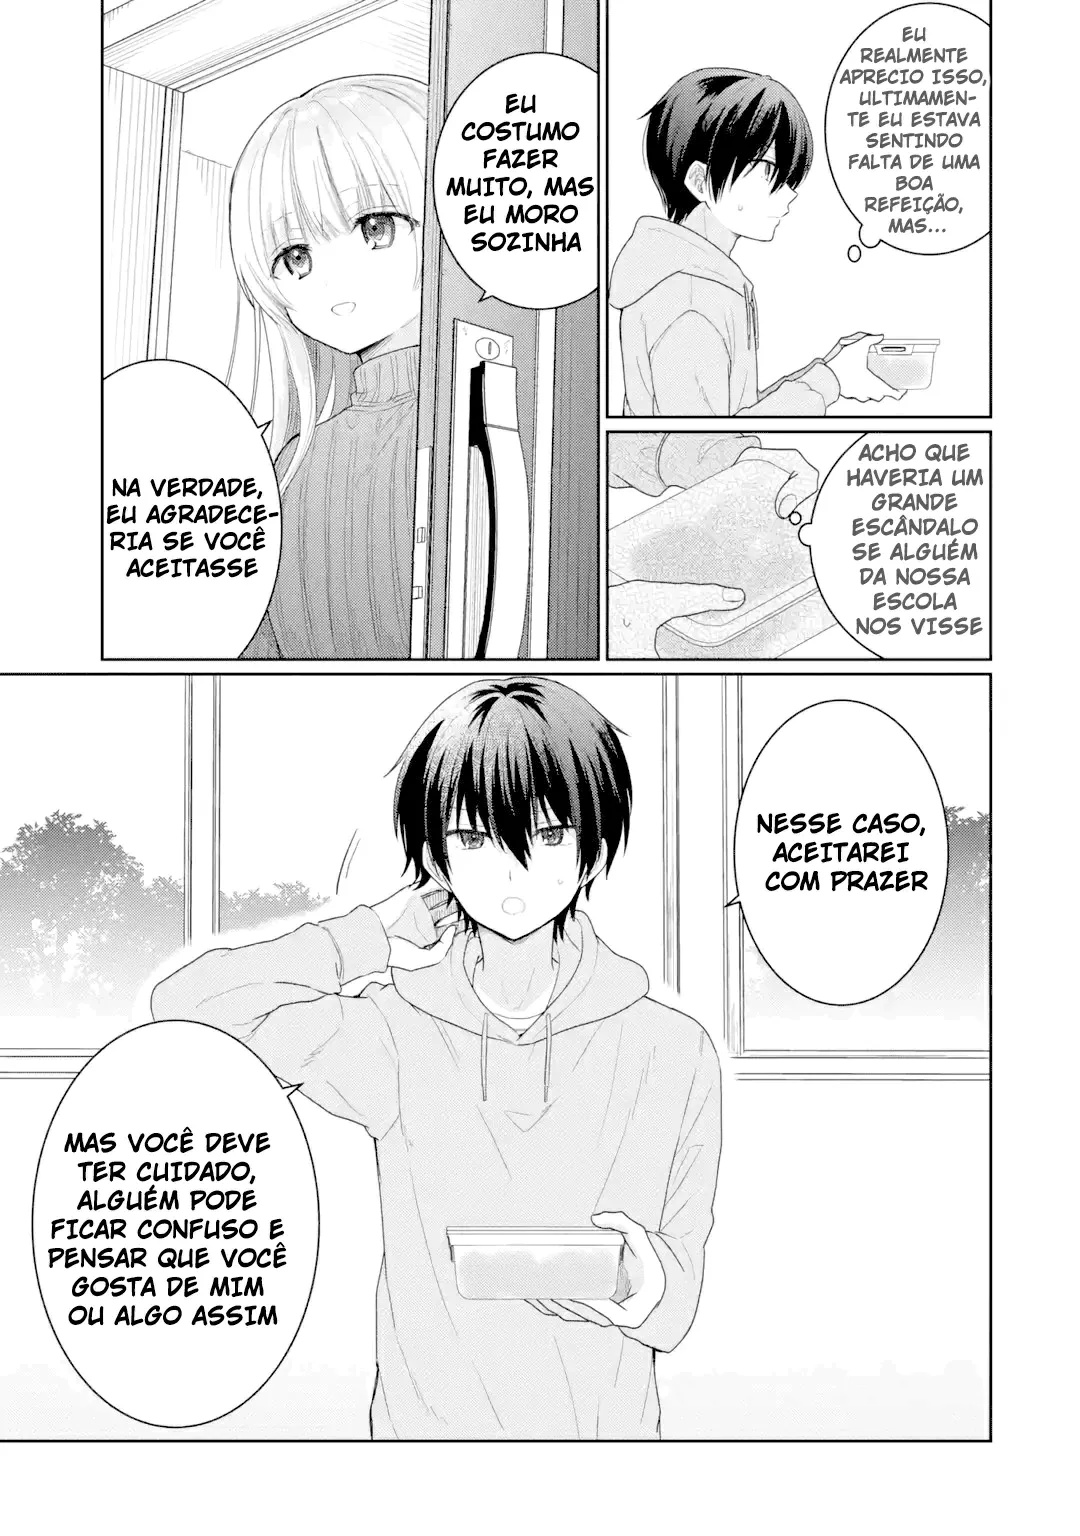 EU
REALMENTE
APRECIO ISSO,
ULTIMAMEN-
TE EU ESTAVA
SENTINDO
FALTA DE UMA
BOA
REFEIÇÃO,
MAS...
ACHO QUE
HAVERIA UM
GRANDE
ESCÂNDALO
SE ALGUÉM
DA NOSSA
ESCOLA
NOS VISSE
EU
COSTUMO
FAZER
MUITO, MAS
EU MORO
SOZINHA
NA VERDADE,
EU AGRADECE-
RIA SE VOCÊ
ACEITASSE
NESSE CASO,
ACEITAREI
COM PRAZER
MAS VOCÊ DEVE
TER CUIDADO,
ALGUÉM PODE
FICAR CONFUSO E
PENSAR QUE VOCÊ
GOSTA DE MIM
OU ALGO ASSIM